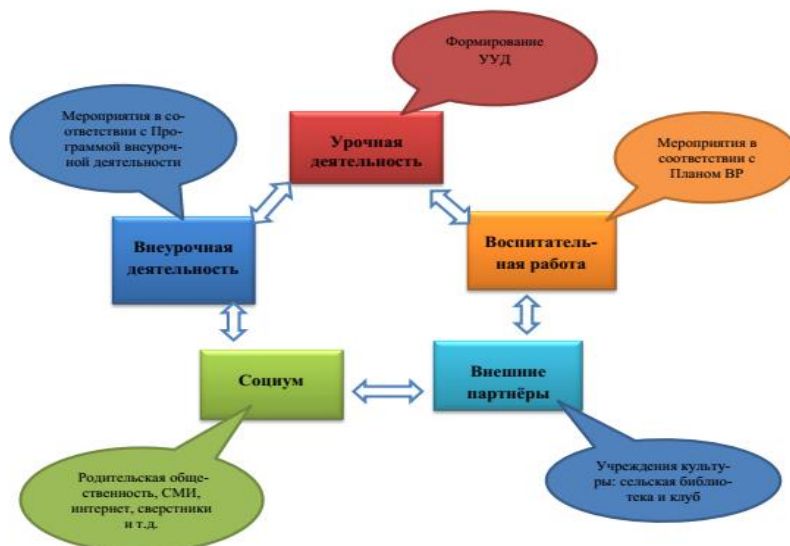 Формирование
УУД
Мероприятия в со-
ответствии с Про-
граммой внеуроч-
ной деятельности
Урочная
деятельность
Мероприятия в
соответствии с
Планом ВР
Внеурочная
деятельность
Воспитатель-
ная работа
Социум
Внешние
партнёры
Родительская обще-
ственность, СМИ,
интернет, сверстники
и т.д.
Учреждения культу-
ры: сельская библио-
тека и клуб